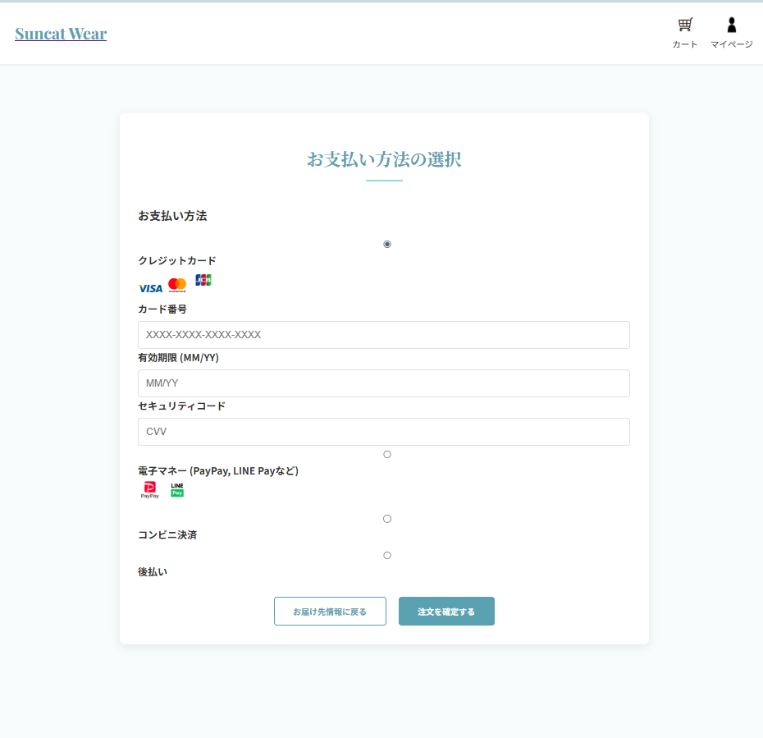 Suncat Wear
カート
マイページ
お支払い方法の選択
お支払い方法
クレジットカード
VISA mastercard JCB
カード番号
XXXX-XXXX-XXXX-XXXX
有効期限 (MM/YY)
MM/YY
セキュリティコード
CVV
電子マネー (PayPay, LINE Payなど)
PayPay LINE Pay
コンビニ決済
後払い
お届け先情報に戻る
注文を確定する